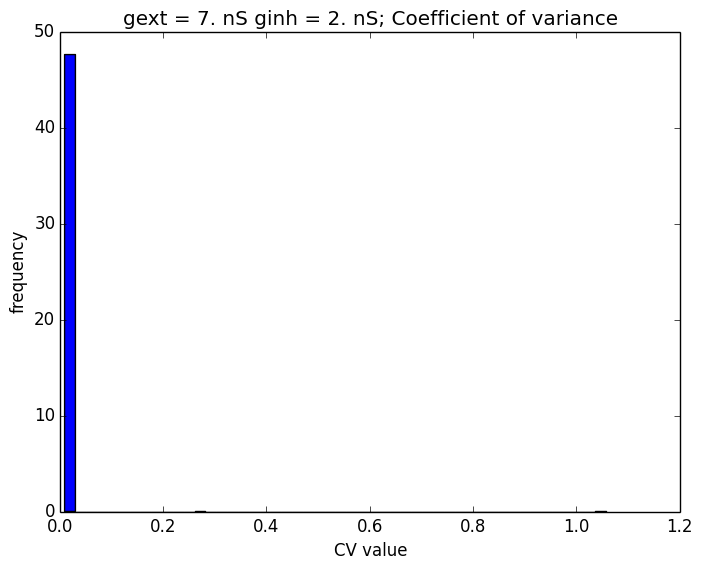 gext = 7. nS ginh = 2. nS; Coefficient of variance
50
40
30
20
10
0
frequency
0.0 0.2 0.4 0.6 0.8 1.0 1.2
CV value